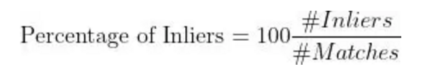 Percentage of Inliers = 100 #Inliers / #Matches